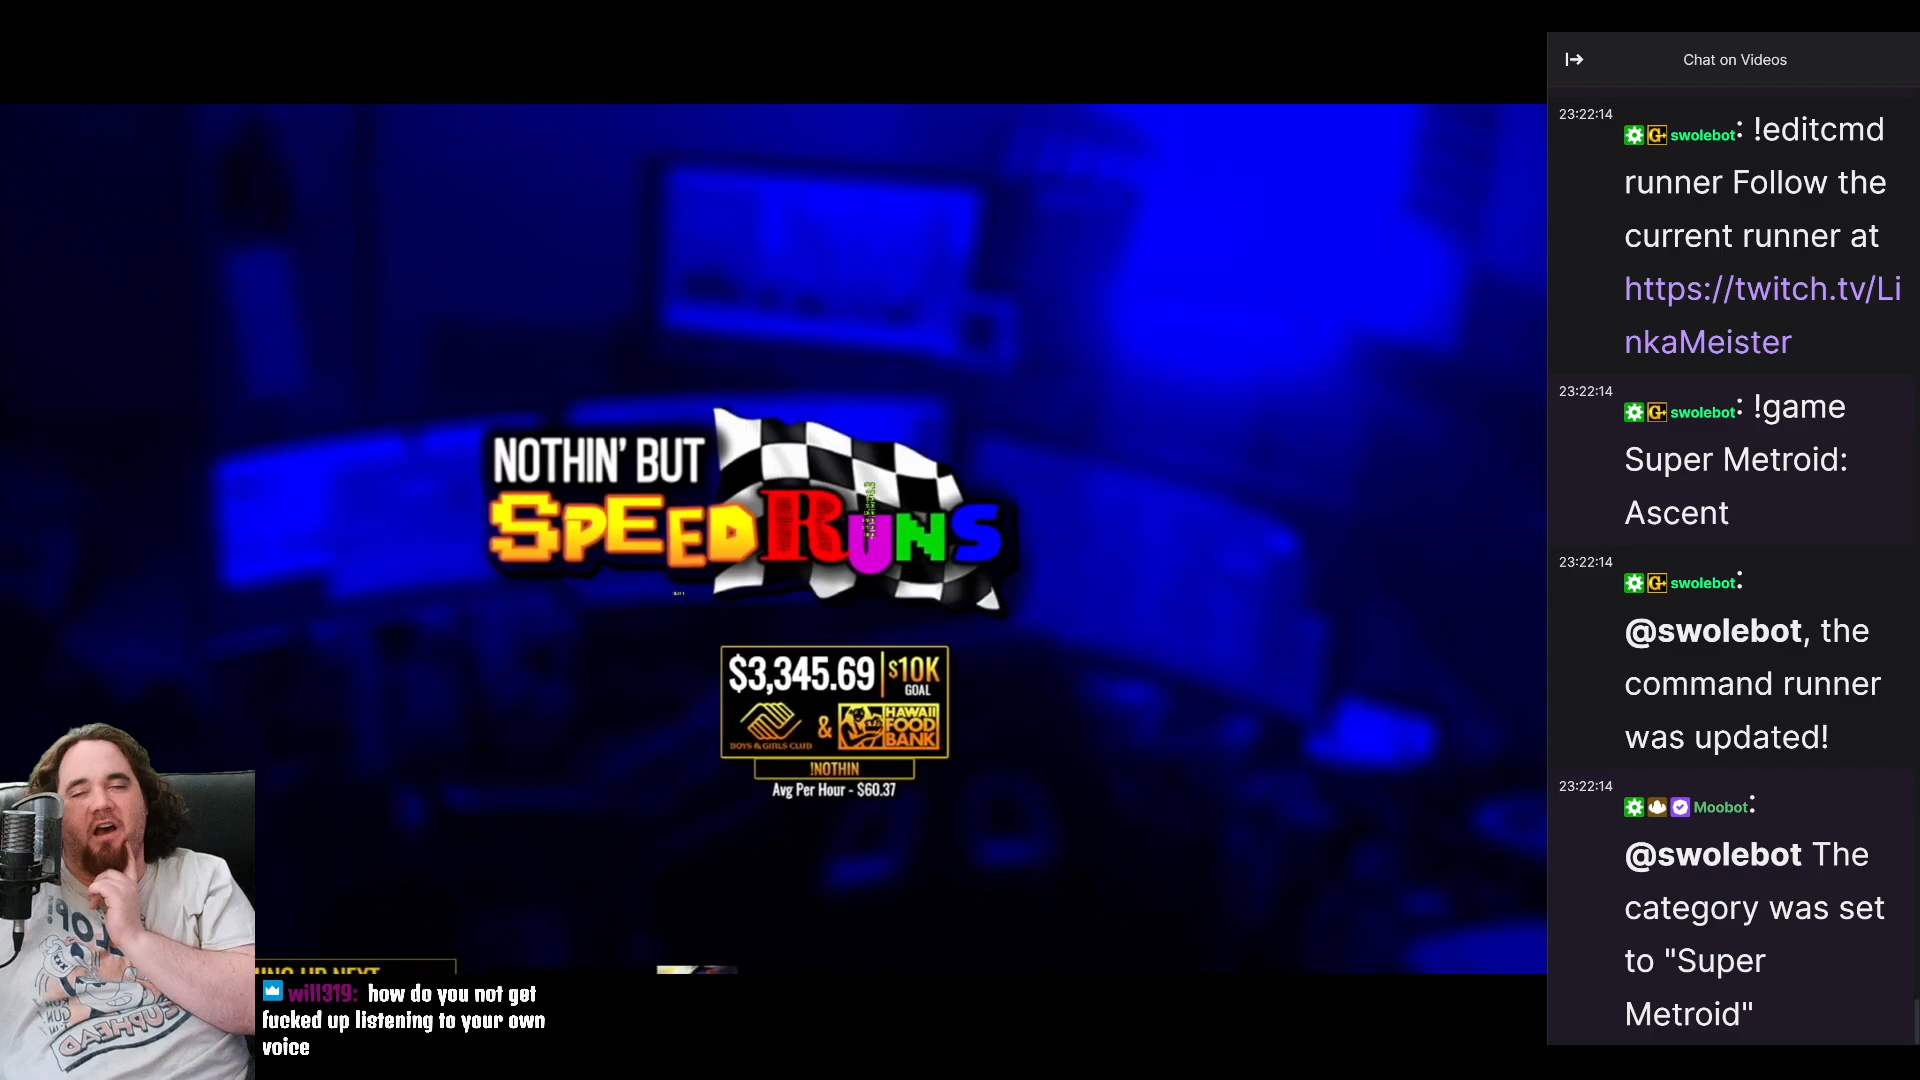 Chat on Videos
23:22:14
swolebot: !editcmd
runner Follow the
current runner at
https://twitch.tv/Li
nkaMeister
23:22:14
swolebot: !game
Super Metroid:
Ascent
23:22:14
swolebot:
@swolebot, the
command runner
was updated!
23:22:14
Moobot:
@swolebot The
category was set
to "Super
Metroid"
NOTHIN' BUT
SPEEDRUNS
$3,345.69 $10K
GOAL
BOYS & GIRLS CLUB & HAWAII
FOOD
BANK
!NOTHIN
Avg Per Hour - $60.37
will319: how do you not get
fucked up listening to your own
voice
CUPHEAD